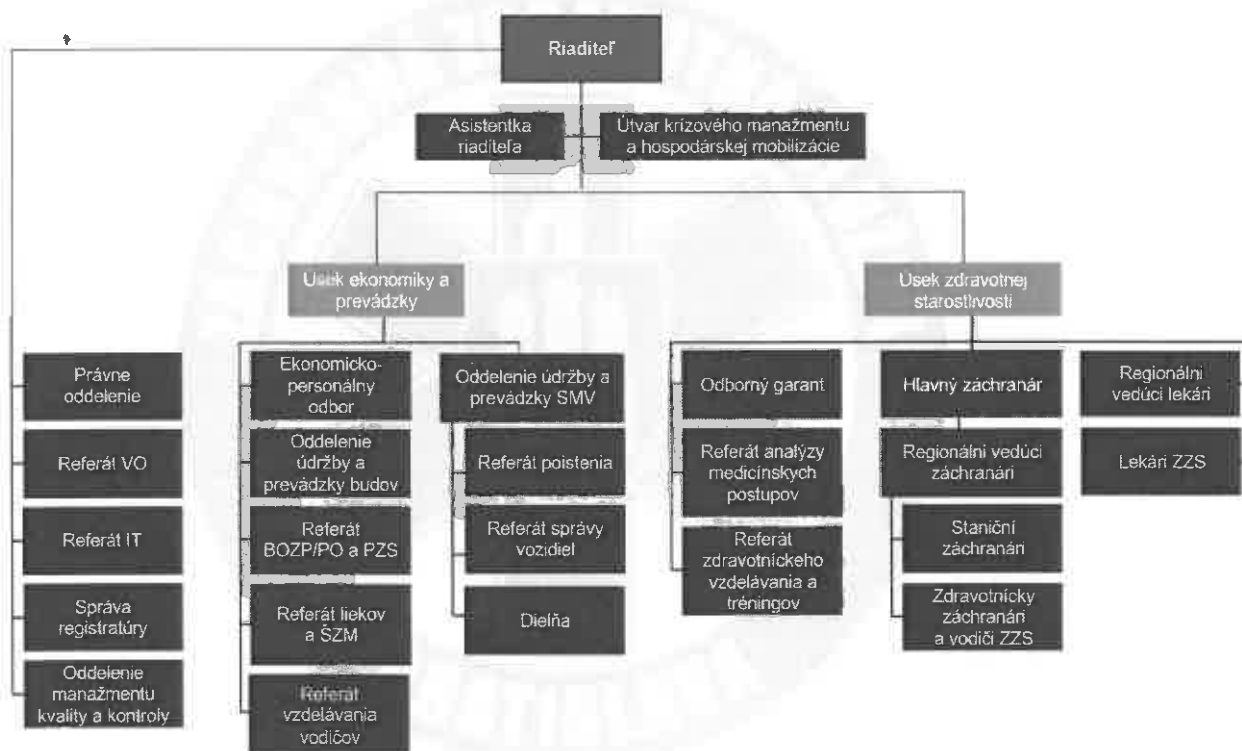 Riaditeľ
Asistentka
riaditeľa
Útvar krízového manažmentu
a hospodárskej mobilizácie
Úsek ekonomiky a
prevádzky
Úsek zdravotnej
starostlivosti
Právne
oddelenie
Referát VO
Referát IT
Správa
registratúry
Oddelenie
manažmentu
kvality a kontroly
Ekonomicko-
personálny
odbor
Oddelenie
údržby a
prevádzky budov
Referát
BOZP/PO a PZS
Referát liekov
a ŠZM
Referát
vzdelávania
vodičov
Oddelenie údržby a
prevádzky SMV
Referát poistenia
Referát správy
vozidiel
Dielňa
Odborný garant
Referát analýzy
medicínskych
postupov
Referát
zdravotníckeho
vzdelávania a
tréningov
Hlavný záchranár
Regionálni vedúci
záchranári
Staniční
záchranári
Zdravotnícky
záchranári
a vodiči ZZS
Regionálni
vedúci lekári
Lekári ZZS